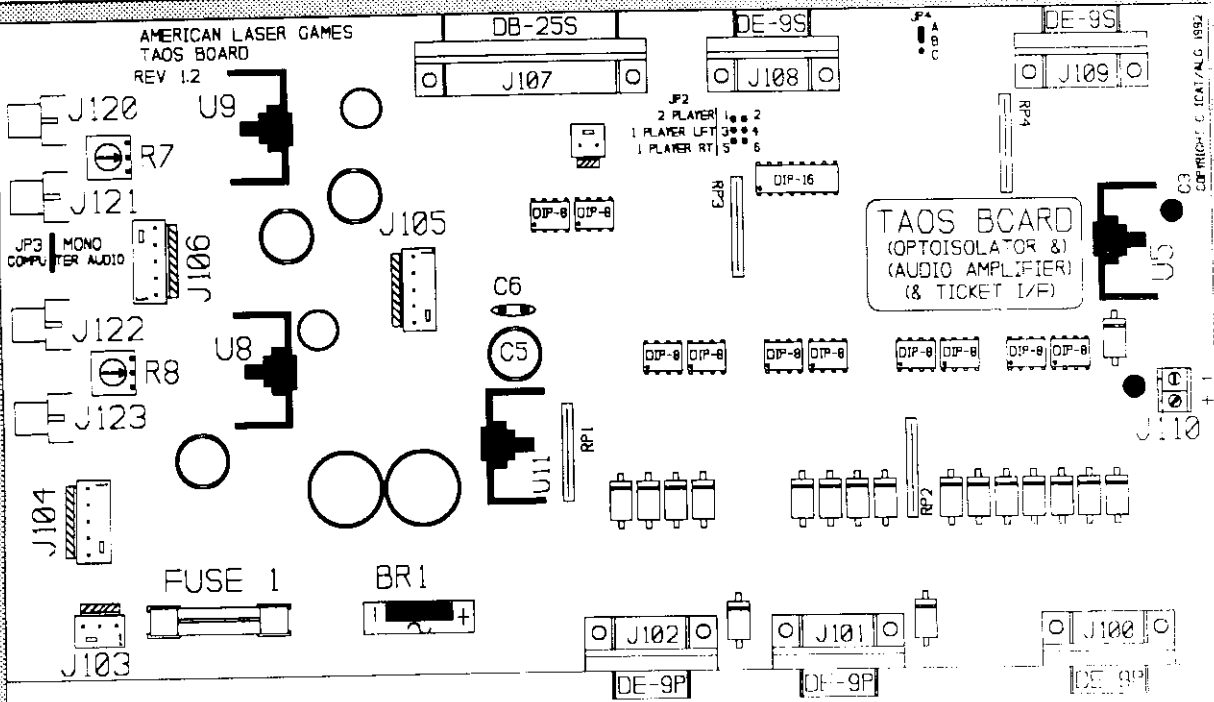 AMERICAN LASER GAMES
TAOS BOARD
REV 1.2
DB-25S
J107
DE-9S
J108
JP4
A
B
C
DE-9S
J109
COPYRIGHT
1992
J120
U9
R7
J121
JP3 MONO
COMPUTER AUDIO
J106
J105
JP2
2 PLAYER 1 2
1 PLAYER LFT 3 4
1 PLAYER RT 5 6
DIP-16
DIP-8 DIP-8
RP3
RP4
C3
TAOS BOARD
(OPTOISOLATOR &)
(AUDIO AMPLIFIER)
(& TICKET I/F)
U5
J122
U8
R8
J123
C6
C5
DIP-8 DIP-8 DIP-8 DIP-8 DIP-8 DIP-8 DIP-8 DIP-8
+ -
J110
U11
RP1
RP2
J104
FUSE 1
BR1
- +
J103
J102
DE-9P
J101
DE-9P
J100
DE-9P